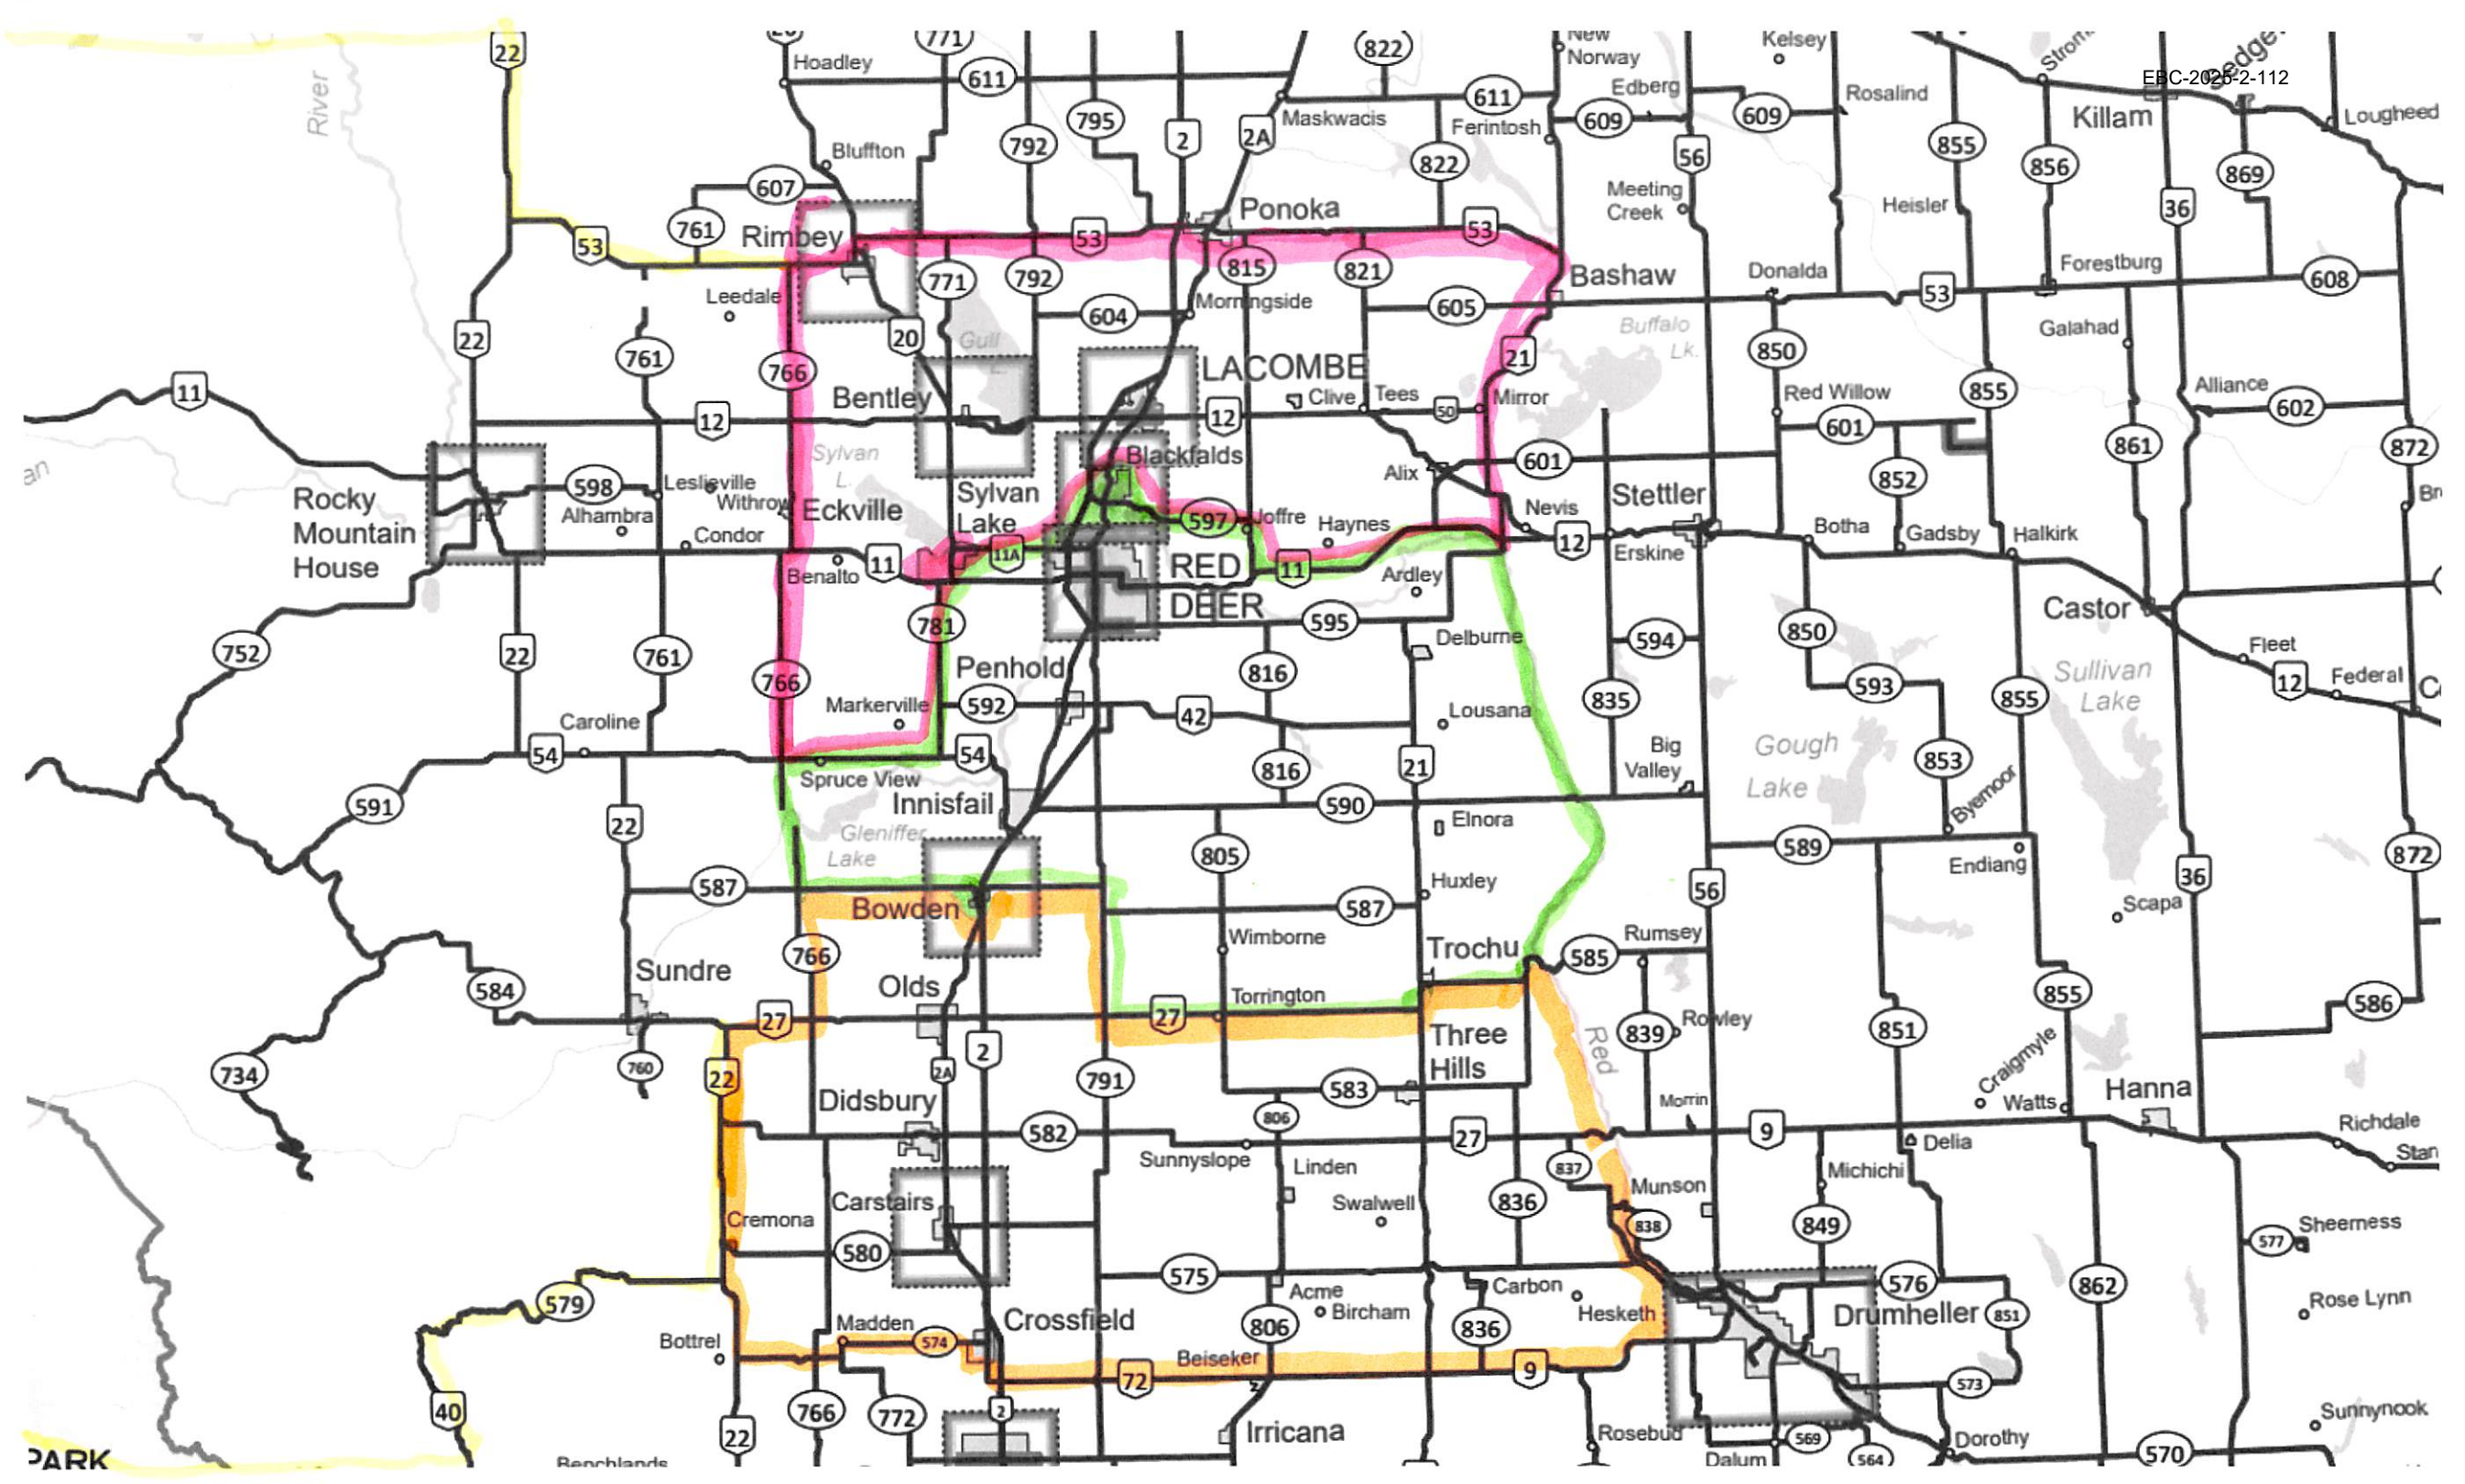 22
Hoadley
771
611
822
New
Norway
Kelsey
EBC-2025-2-112
River
795
2
2A
Maskwacis
611
Ferintosh
609
Edberg
609
Rosalind
Killam
Lougheed
792
Bluffton
607
822
56
855
856
869
Meeting
Creek
Heisler
36
761
Rimbey
53
53
Ponoka
53
815
821
Bashaw
Donalda
53
Forestburg
608
Leedale
771
792
604
Morningside
605
Galahad
22
761
766
20
Gull
L.
LACOMBE
21
Buffalo
Lk.
850
Red Willow
855
Alliance
602
11
12
Bentley
12
Clive
Tees
50
Mirror
601
861
872
Sylvan
L.
Blackfalds
Alix
601
852
Rocky
Mountain
House
598
Leslieville
Alhambra
Withrow
Condor
Eckville
Sylvan
Lake
597
Joffre
Haynes
Nevis
Stettler
12
Erskine
Botha
Gadsby
Halkirk
Benalto
11
11A
RED
DEER
11
Ardley
Castor
752
22
761
766
781
595
Delburne
594
850
Fleet
Penhold
816
835
593
855
Sullivan
Lake
12
Federal
Caroline
Markerville
592
42
Lousana
54
Spruce View
54
816
21
Big
Valley
Gough
Lake
853
Byemoor
591
22
Innisfail
590
Elnora
Gleniffer
Lake
805
589
Endiang
872
587
Bowden
587
Huxley
56
36
Scapa
766
Wimborne
Trochu
585
Rumsey
Sundre
584
Olds
27
27
Torrington
855
586
760
734
2
Three
Hills
Red
839
Rowley
851
Craigmyle
22
2A
791
583
Didsbury
806
Morrin
Watts
Hanna
582
Sunnyslope
27
9
Delia
Richdale
Stan
Linden
837
Michichi
Carstairs
Swalwell
836
Munson
Cremona
838
849
577
Sheerness
580
575
Acme
Bircham
Carbon
Hesketh
576
862
Drumheller
851
Rose Lynn
579
Bottrel
Madden
574
Crossfield
806
836
Beiseker
72
9
573
40
766
772
2
22
Irricana
Rosebud
569
564
Dalum
Dorothy
570
Sunnynook
PARK
Benchlands